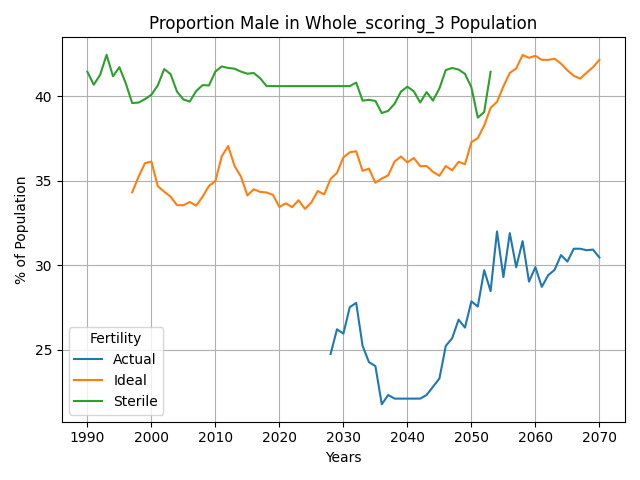 Proportion Male in Whole_scoring_3 Population
% of Population
40
35
30
25
Fertility
Actual
Ideal
Sterile
1990 2000 2010 2020 2030 2040 2050 2060 2070
Years